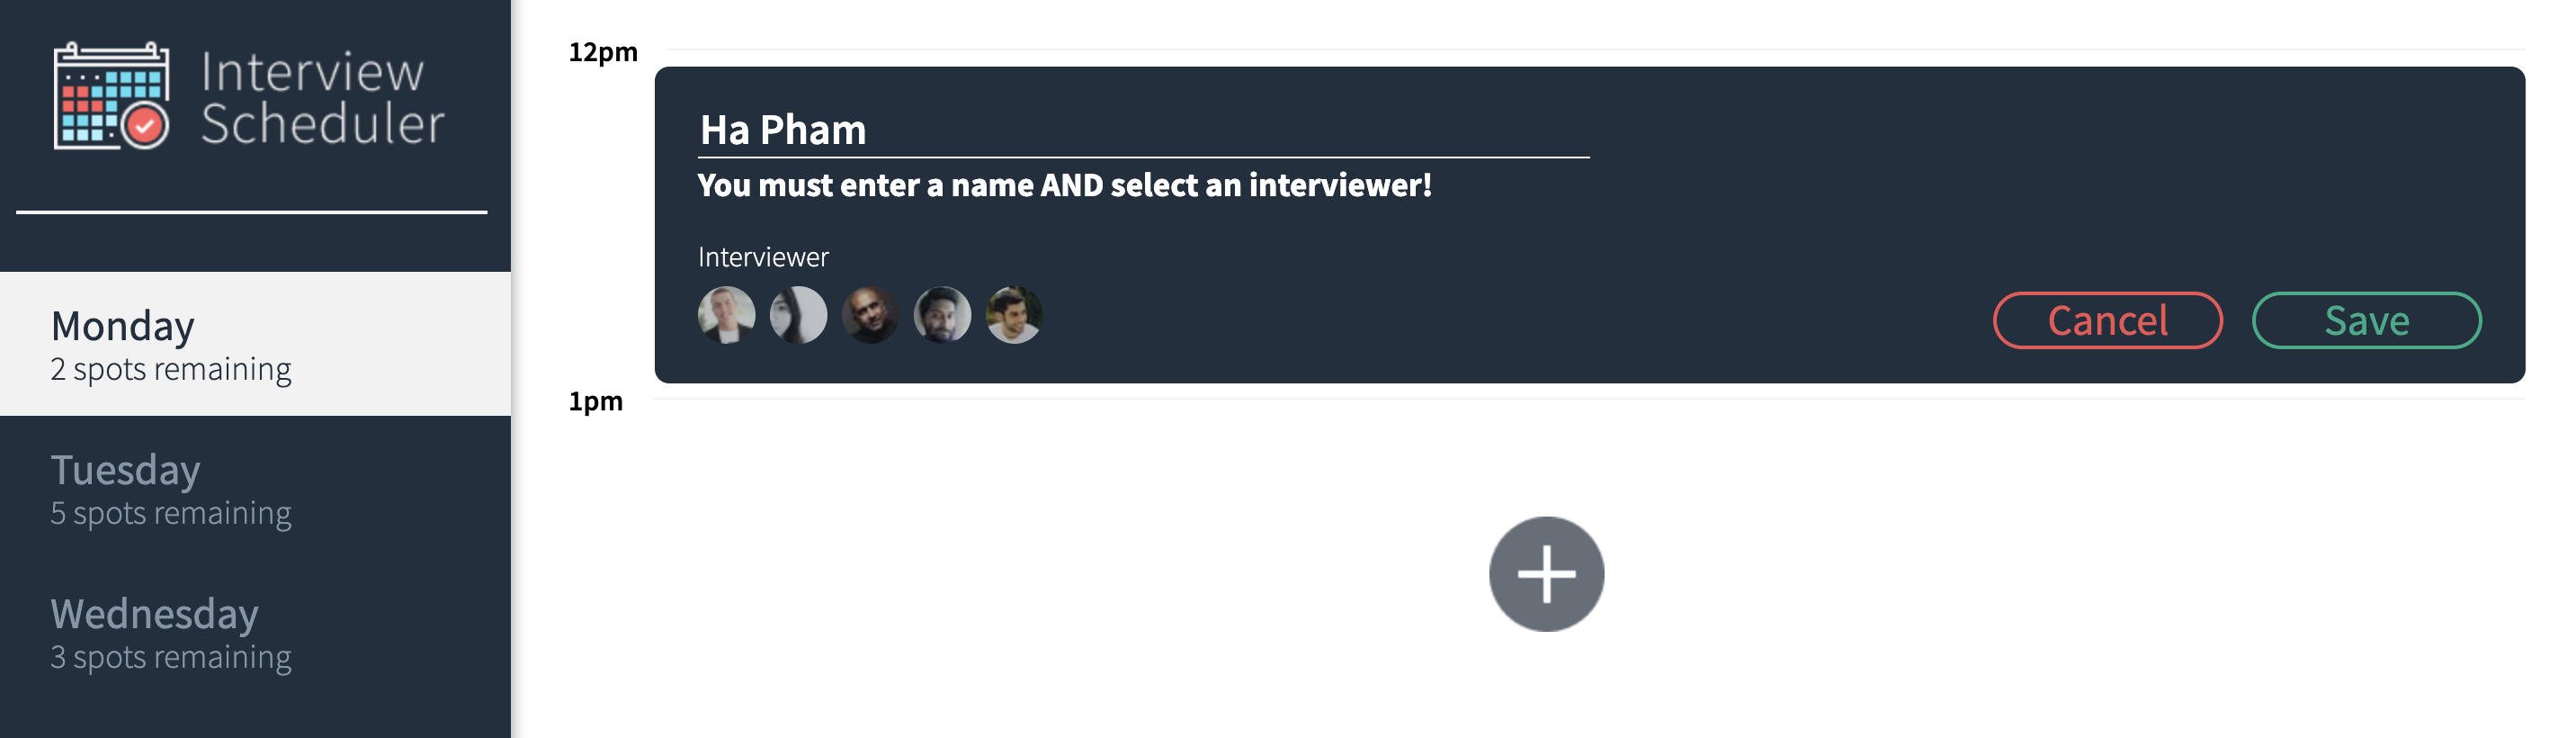 Interview
Scheduler
Monday
2 spots remaining
Tuesday
5 spots remaining
Wednesday
3 spots remaining
12pm
Ha Pham
You must enter a name AND select an interviewer!
Interviewer
Cancel
Save
1pm